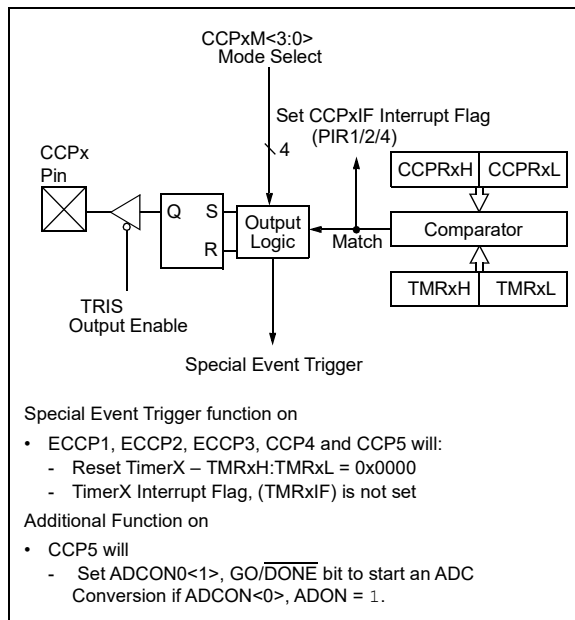 CCPxM<3:0>
Mode Select
Set CCPxIF Interrupt Flag
(PIR1/2/4)
4
CCPx
Pin
CCPRxH CCPRxL
Q S
R
Output
Logic
Match
Comparator
TRIS
Output Enable
TMRxH TMRxL
Special Event Trigger
Special Event Trigger function on
• ECCP1, ECCP2, ECCP3, CCP4 and CCP5 will:
- Reset TimerX – TMRxH:TMRxL = 0x0000
- TimerX Interrupt Flag, (TMRxIF) is not set
Additional Function on
• CCP5 will
- Set ADCON0<1>, GO/DONE bit to start an ADC
Conversion if ADCON<0>, ADON = 1.